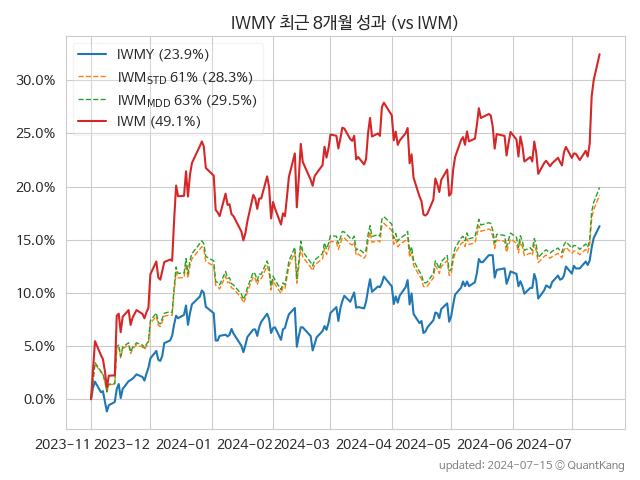 IWMY 최근 8개월 성과 (vs IWM)
IWMY (23.9%)
IWM_STD 61% (28.3%)
IWM_MDD 63% (29.5%)
IWM (49.1%)
30.0%
25.0%
20.0%
15.0%
10.0%
5.0%
0.0%
2023-11 2023-12 2024-01 2024-02 2024-03 2024-04 2024-05 2024-06 2024-07
updated: 2024-07-15 © QuantKang